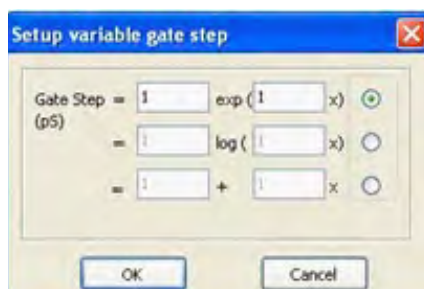 Setup variable gate step
Gate Step = 1 exp ( 1 x)
(pS)
= 1 log ( 1 x)
= 1 + 1 x
OK Cancel